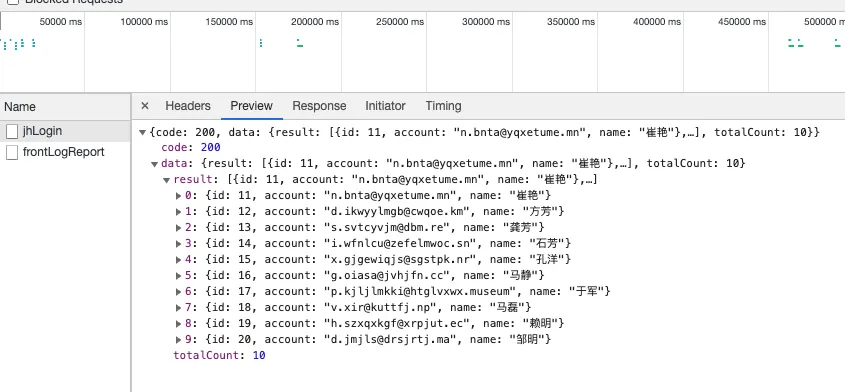 Blocked Requests
50000 ms 100000 ms 150000 ms 200000 ms 250000 ms 300000 ms 350000 ms 400000 ms 450000 ms 500000 m
Name
× Headers Preview Response Initiator Timing
jhLogin
frontLogReport
▼{code: 200, data: {result: [{id: 11, account: "n.bnta@yqxetume.mn", name: "崔艳"},…], totalCount: 10}}
code: 200
▼data: {result: [{id: 11, account: "n.bnta@yqxetume.mn", name: "崔艳"},…], totalCount: 10}
▼result: [{id: 11, account: "n.bnta@yqxetume.mn", name: "崔艳"},…]
▶0: {id: 11, account: "n.bnta@yqxetume.mn", name: "崔艳"}
▶1: {id: 12, account: "d.ikwyylmgb@cwqoe.km", name: "方芳"}
▶2: {id: 13, account: "s.svtcyvjm@dbm.re", name: "龚芳"}
▶3: {id: 14, account: "i.wfnlcu@zefelmwoc.sn", name: "石芳"}
▶4: {id: 15, account: "x.gjgewiqjs@sgstpk.nr", name: "孔洋"}
▶5: {id: 16, account: "g.oiasa@jvhjfn.cc", name: "马静"}
▶6: {id: 17, account: "p.kjljlmkki@htglvxwx.museum", name: "于军"}
▶7: {id: 18, account: "v.xir@kuttfj.np", name: "马磊"}
▶8: {id: 19, account: "h.szxqxkgf@xrpjut.ec", name: "赖明"}
▶9: {id: 20, account: "d.jmjls@drsjrtj.ma", name: "邹明"}
totalCount: 10